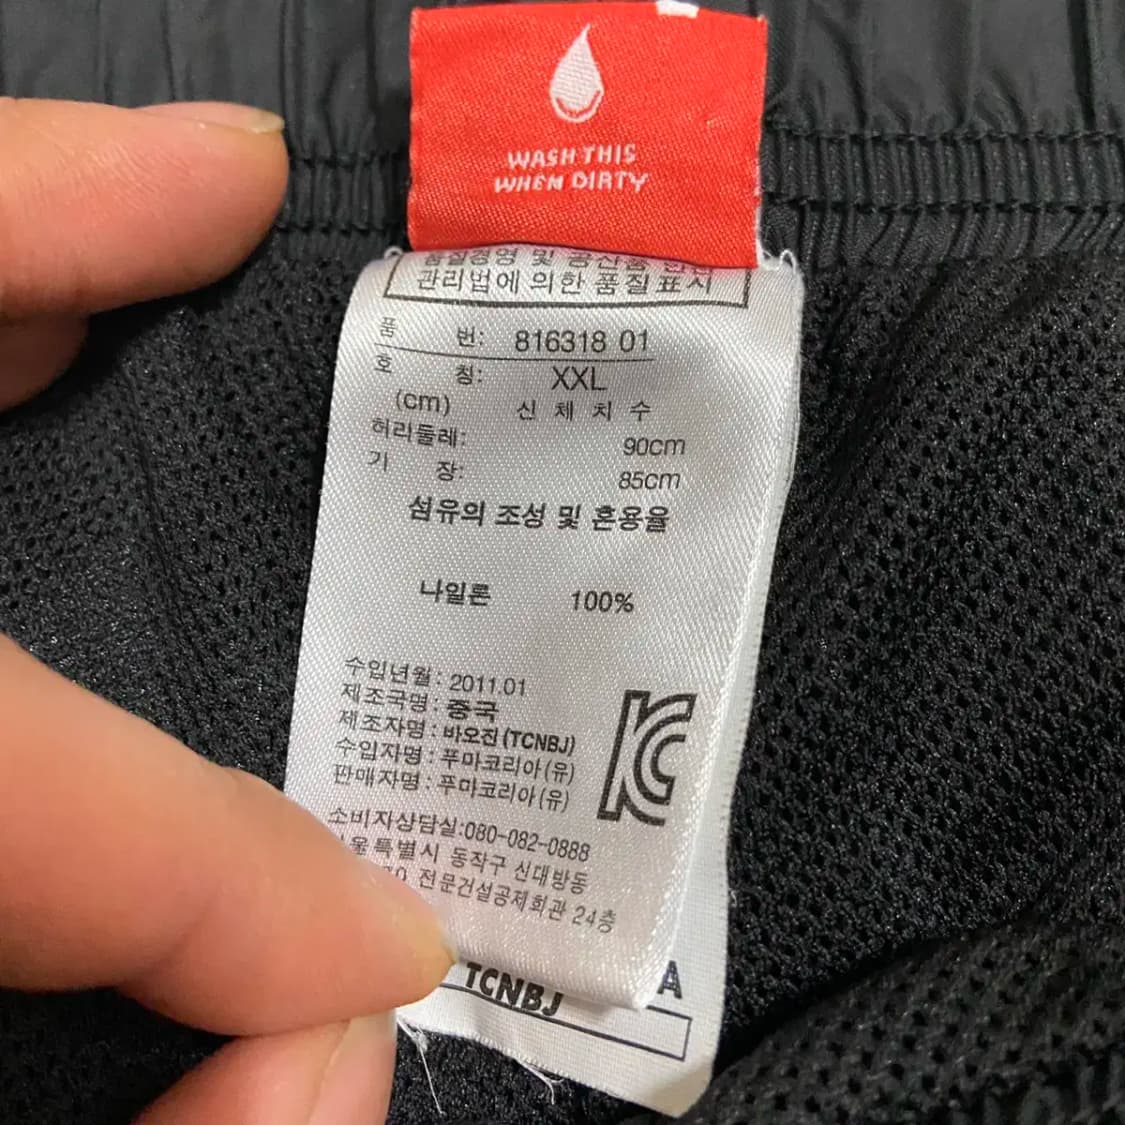 WASH THIS
WHEN DIRTY
관리법에 의한 품질표시
품 번: 816318 01
호 칭: XXL
(cm) 신 체 치 수
허리둘레: 90cm
기 장: 85cm
섬유의 조성 및 혼용율
나일론 100%
수입년월: 2011.01
제조국명: 중국
제조자명: 바오진(TCNBJ)
수입자명: 푸마코리아(유)
판매자명: 푸마코리아(유)
소비자상담실:080-082-0888
특별시 동작구 신대방동
전문건설공제회관 24층
TCNBJ
A